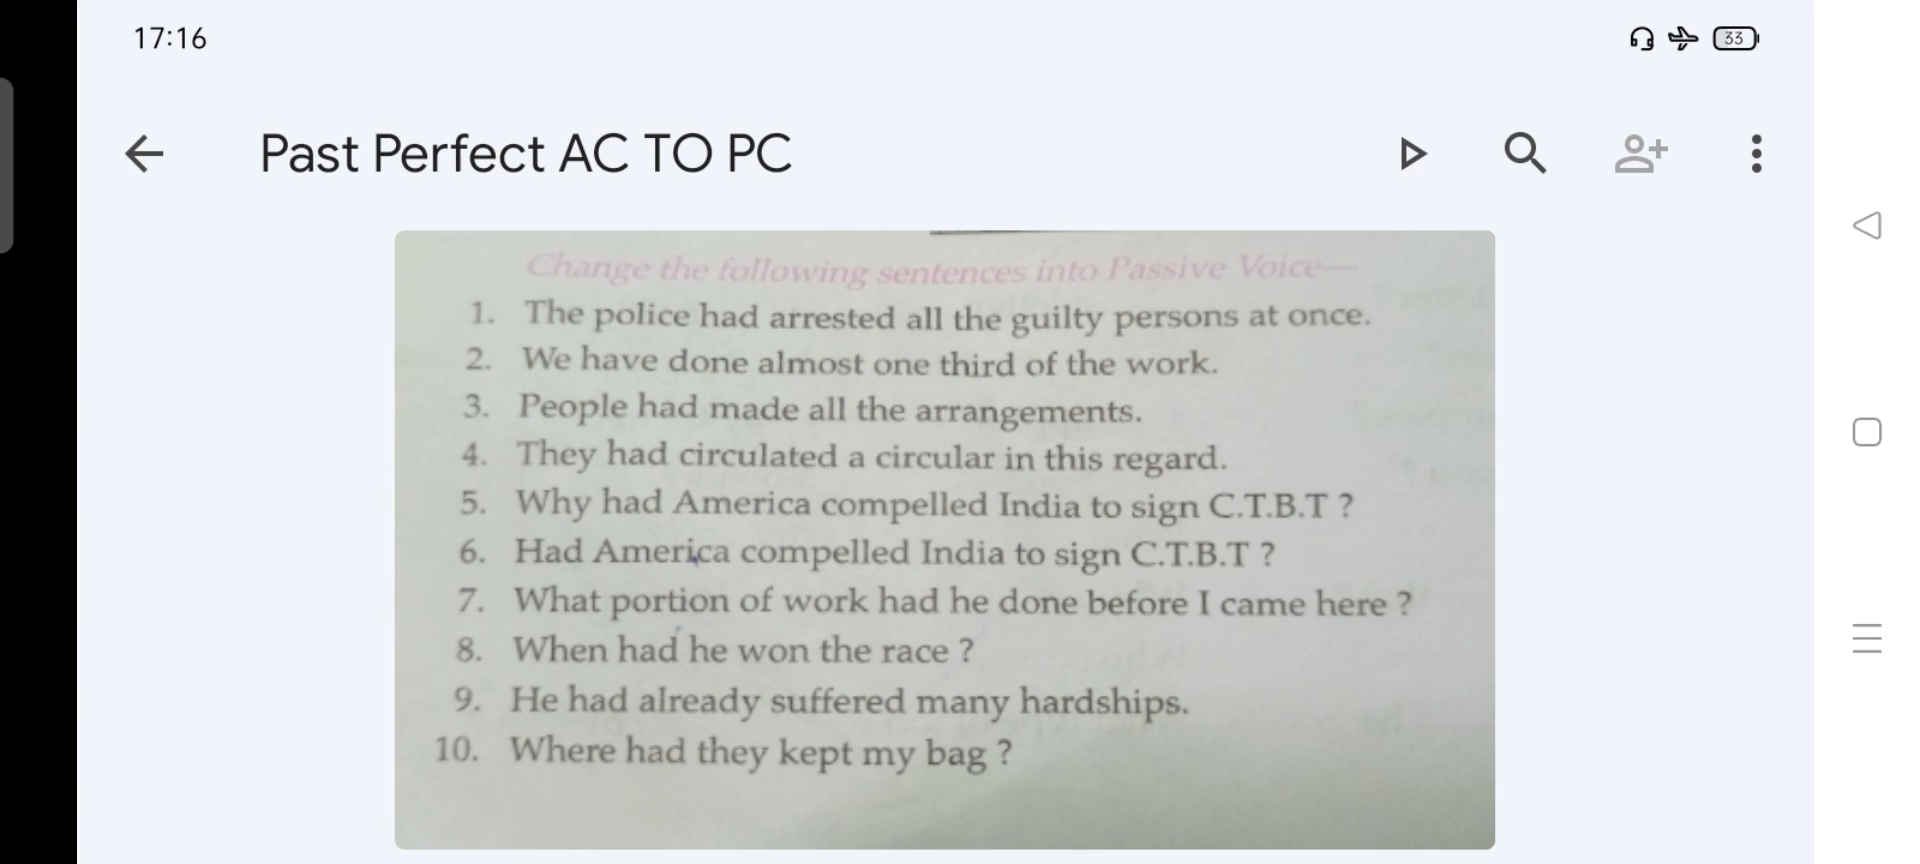 17:16
33
Past Perfect AC TO PC
Change the following sentences into Passive Voice—
1. The police had arrested all the guilty persons at once.
2. We have done almost one third of the work.
3. People had made all the arrangements.
4. They had circulated a circular in this regard.
5. Why had America compelled India to sign C.T.B.T ?
6. Had America compelled India to sign C.T.B.T ?
7. What portion of work had he done before I came here ?
8. When had he won the race ?
9. He had already suffered many hardships.
10. Where had they kept my bag ?